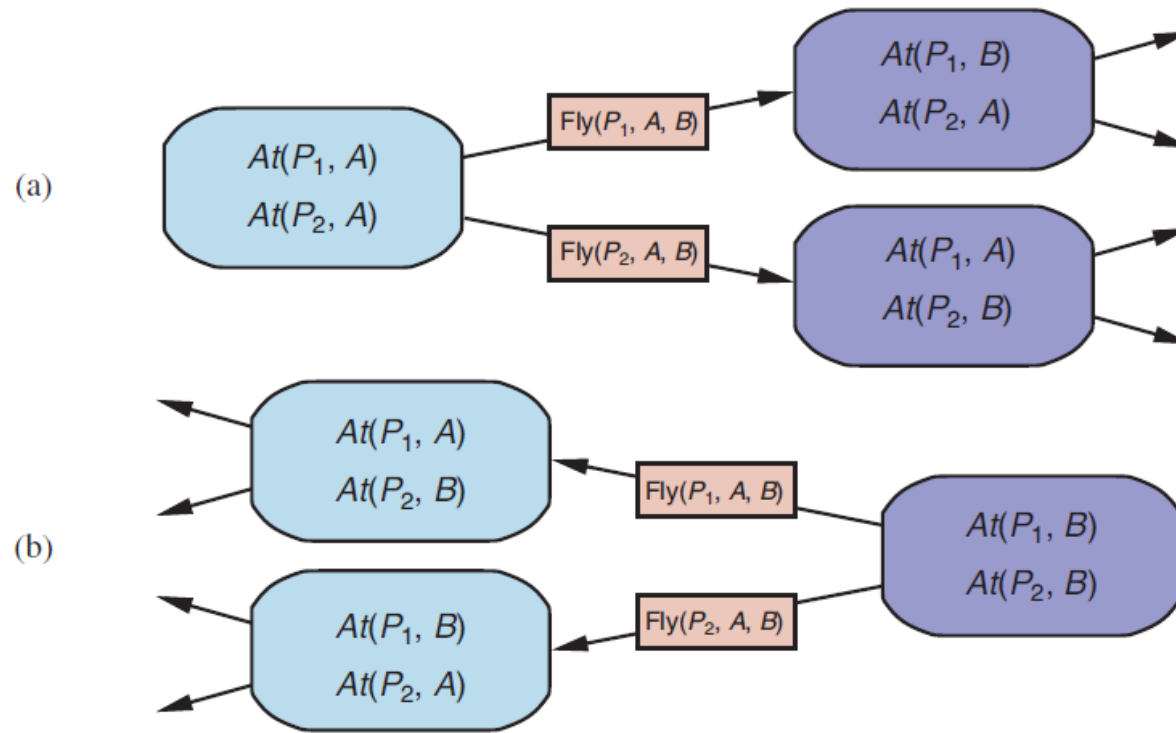 (a)
At(P₁, A)
At(P₂, A)
Fly(P₁, A, B)
Fly(P₂, A, B)
At(P₁, B)
At(P₂, A)
At(P₁, A)
At(P₂, B)
(b)
At(P₁, A)
At(P₂, B)
At(P₁, B)
At(P₂, A)
Fly(P₁, A, B)
Fly(P₂, A, B)
At(P₁, B)
At(P₂, B)